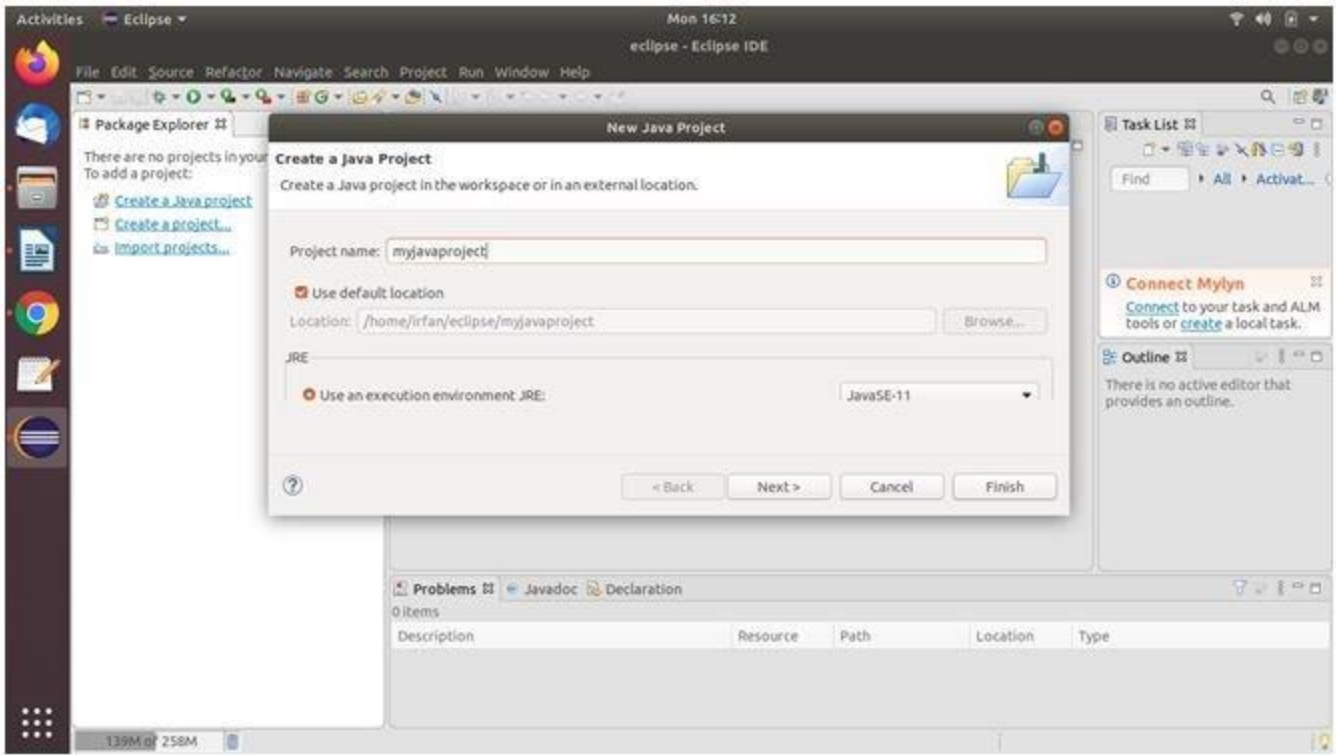 Activities Eclipse Mon 16:12
eclipse - Eclipse IDE
File Edit Source Refactor Navigate Search Project Run Window Help
Package Explorer
There are no projects in your
To add a project:
Create a Java project
Create a project...
Import projects...
New Java Project
Create a Java Project
Create a Java project in the workspace or in an external location.
Project name: myjavaproject
Use default location
Location: /home/irfan/eclipse/myjavaproject Browse...
JRE
Use an execution environment JRE: JavaSE-11
< Back Next > Cancel Finish
Task List
Find All Activat...
Connect Mylyn
Connect to your task and ALM
tools or create a local task.
Outline
There is no active editor that
provides an outline.
Problems Javadoc Declaration
0 items
Description Resource Path Location Type
139M of 258M